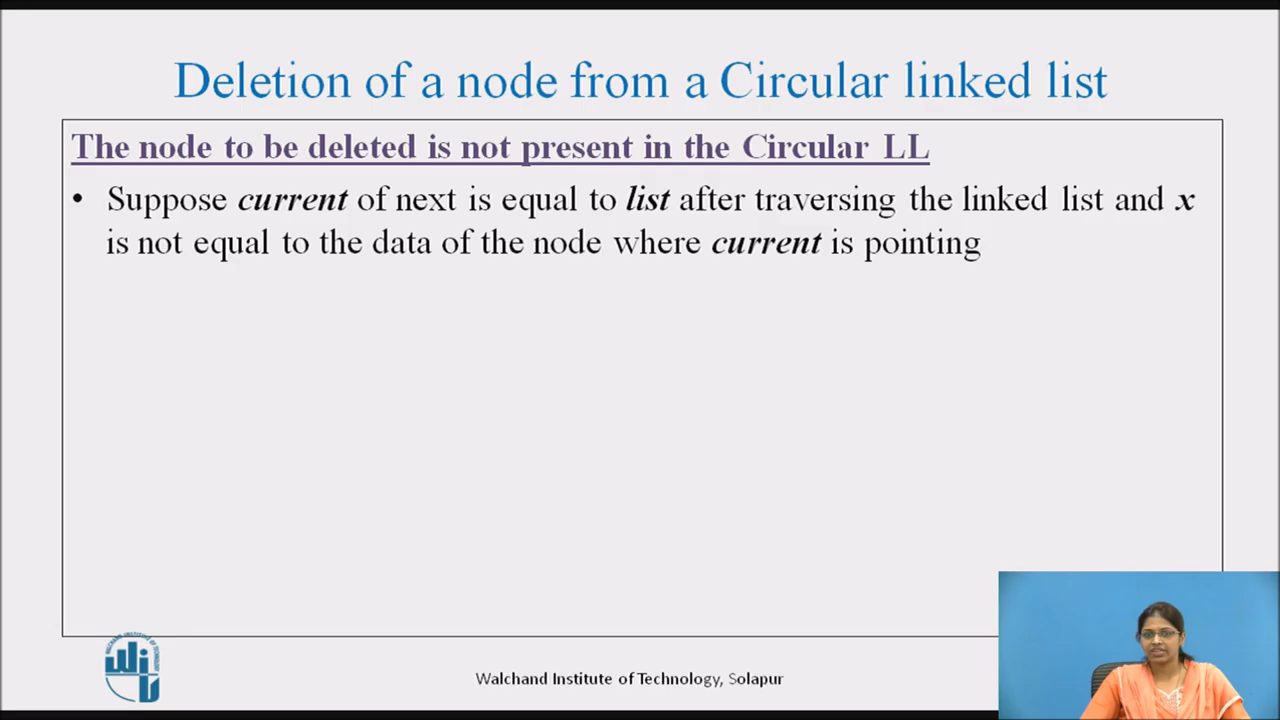 Deletion of a node from a Circular linked list
The node to be deleted is not present in the Circular LL
• Suppose current of next is equal to list after traversing the linked list and x
is not equal to the data of the node where current is pointing
Walchand Institute of Technology, Solapur